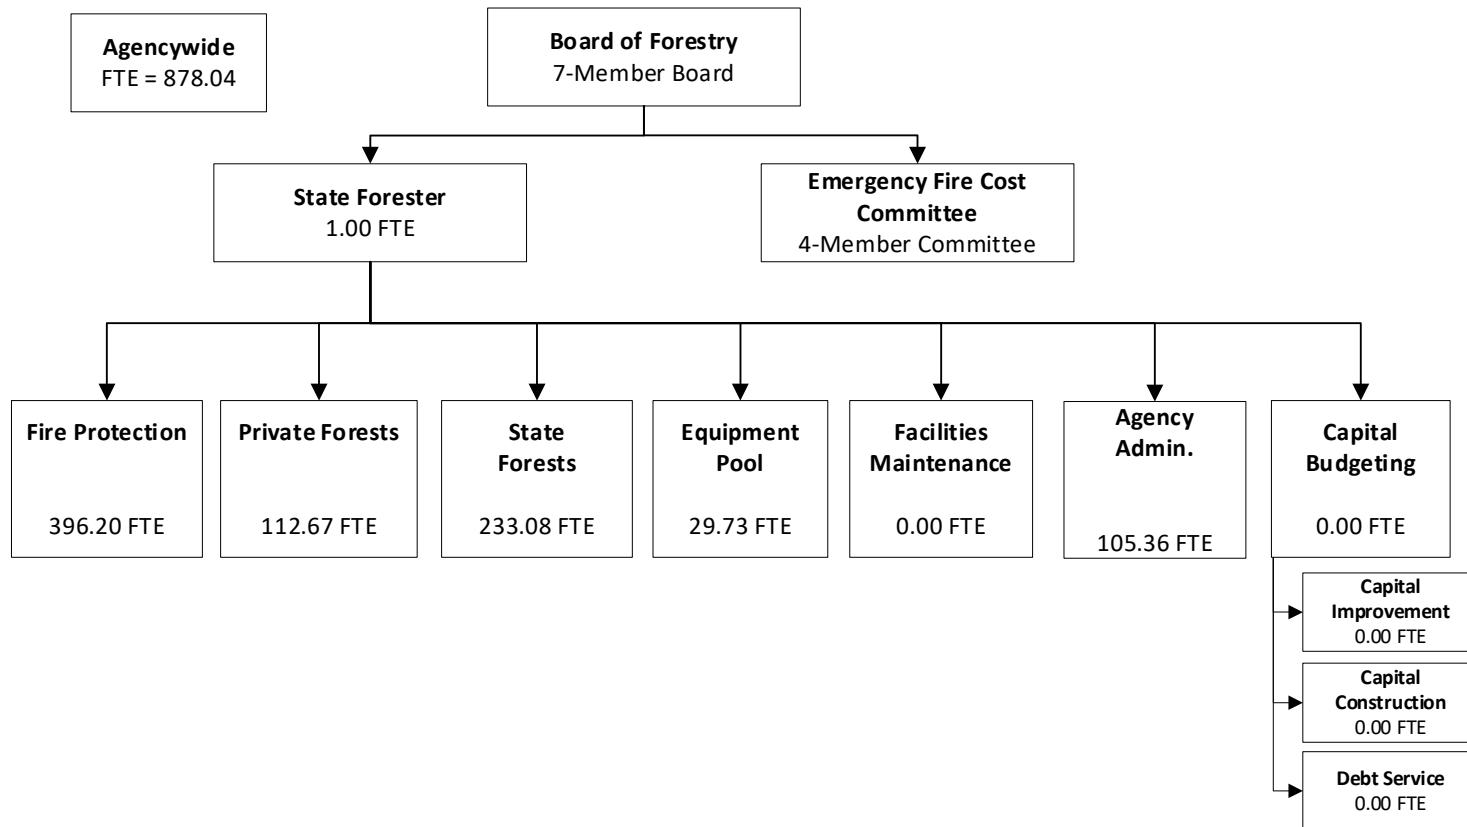 Agencywide
FTE = 878.04
Board of Forestry
7-Member Board
State Forester
1.00 FTE
Emergency Fire Cost
Committee
4-Member Committee
Fire Protection
396.20 FTE
Private Forests
112.67 FTE
State
Forests
233.08 FTE
Equipment
Pool
29.73 FTE
Facilities
Maintenance
0.00 FTE
Agency
Admin.
105.36 FTE
Capital
Budgeting
0.00 FTE
Capital
Improvement
0.00 FTE
Capital
Construction
0.00 FTE
Debt Service
0.00 FTE